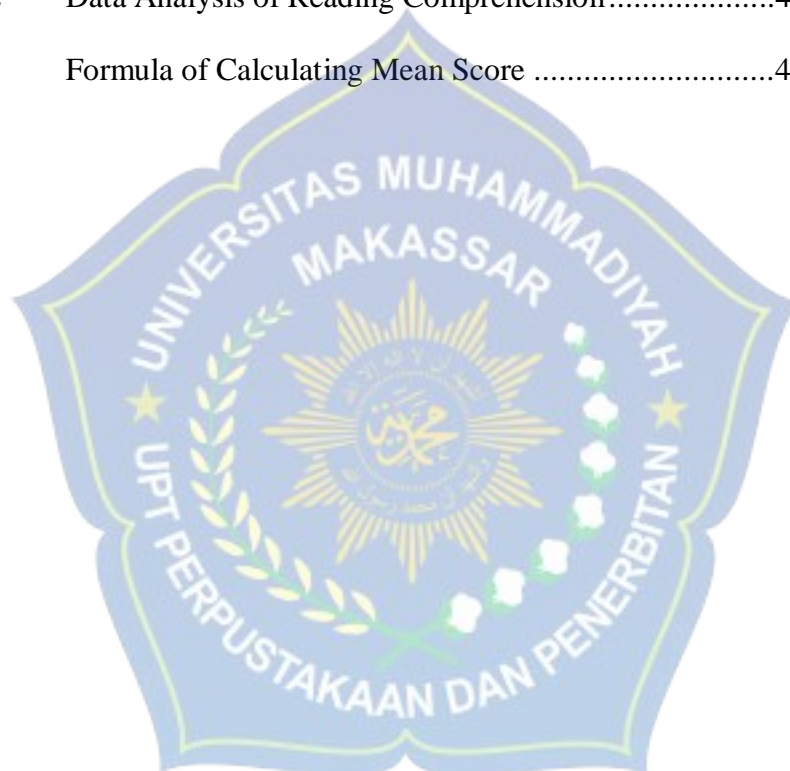 Data Analysis of Reading Comprehension....................4
Formula of Calculating Mean Score .............................4
UNIVERSITAS MUHAMMADIYAH
MAKASSAR
UPT PERPUSTAKAAN DAN PENERBITAN